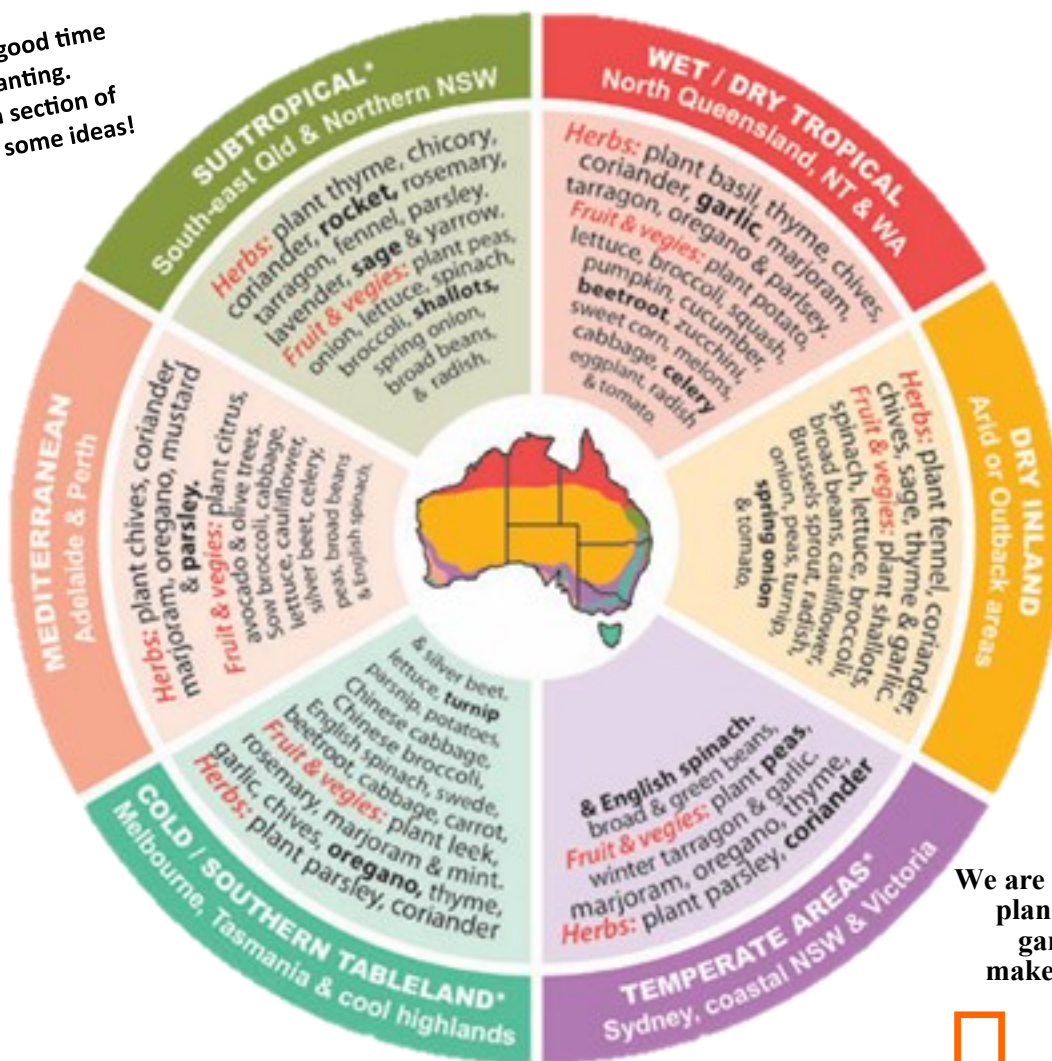 good time
anting.
section of
some ideas!
SUBTROPICAL*
South-east Qld & Northern NSW
Herbs: plant thyme, chicory,
coriander, rocket, rosemary,
tarragon, fennel, parsley.
lavender, sage & yarrow.
Fruit & vegies: plant peas,
onion, lettuce, spinach,
broccoli, shallots,
spring onion,
broad beans,
& radish.
WET / DRY TROPICAL
North Queensland, NT & WA
Herbs: plant basil, thyme, chives,
coriander, garlic, marjoram,
tarragon, oregano & parlsey.
Fruit & vegies: plant potato,
lettuce, broccoli, squash,
pumpkin, cucumber,
beetroot, zucchini,
sweet corn, melons,
cabbage, celery
eggplant, radish
& tomato.
DRY INLAND
Arid or Outback areas
Herbs: plant fennel, coriander,
chives, sage, thyme & garlic,
Fruit & vegies: plant shallots,
spinach, lettuce, broccoli,
broad beans, cauliflower,
Brussels sprout, radish,
onion, peas, turnip,
spring onion
& tomato,
TEMPERATE AREAS*
Sydney, coastal NSW & Victoria
Herbs: plant parsley, coriander
marjoram, oregano, thyme,
winter tarragon & garlic.
Fruit & vegies: plant peas,
broad & green beans,
& English spinach.
COLD / SOUTHERN TABLELAND*
Melbourne, Tasmania & cool highlands
Herbs: plant parsley, coriander
garlic, chives, oregano, thyme,
rosemary, marjoram & mint.
Fruit & vegies: plant leek,
beetroot, cabbage, carrot,
English spinach, swede,
Chinese broccoli,
Chinese cabbage,
parsnip, potatoes,
lettuce, turnip
& silver beet.
MEDITERRANEAN
Adelaide & Perth
Herbs: plant chives, coriander,
marjoram, oregano, mustard
& parsley.
Fruit & vegies: plant citrus,
avocado & olive trees.
Sow broccoli, cabbage,
lettuce, cauliflower,
silver beet, celery,
peas, broad beans
& English spinach.
We are
plan
gar
make